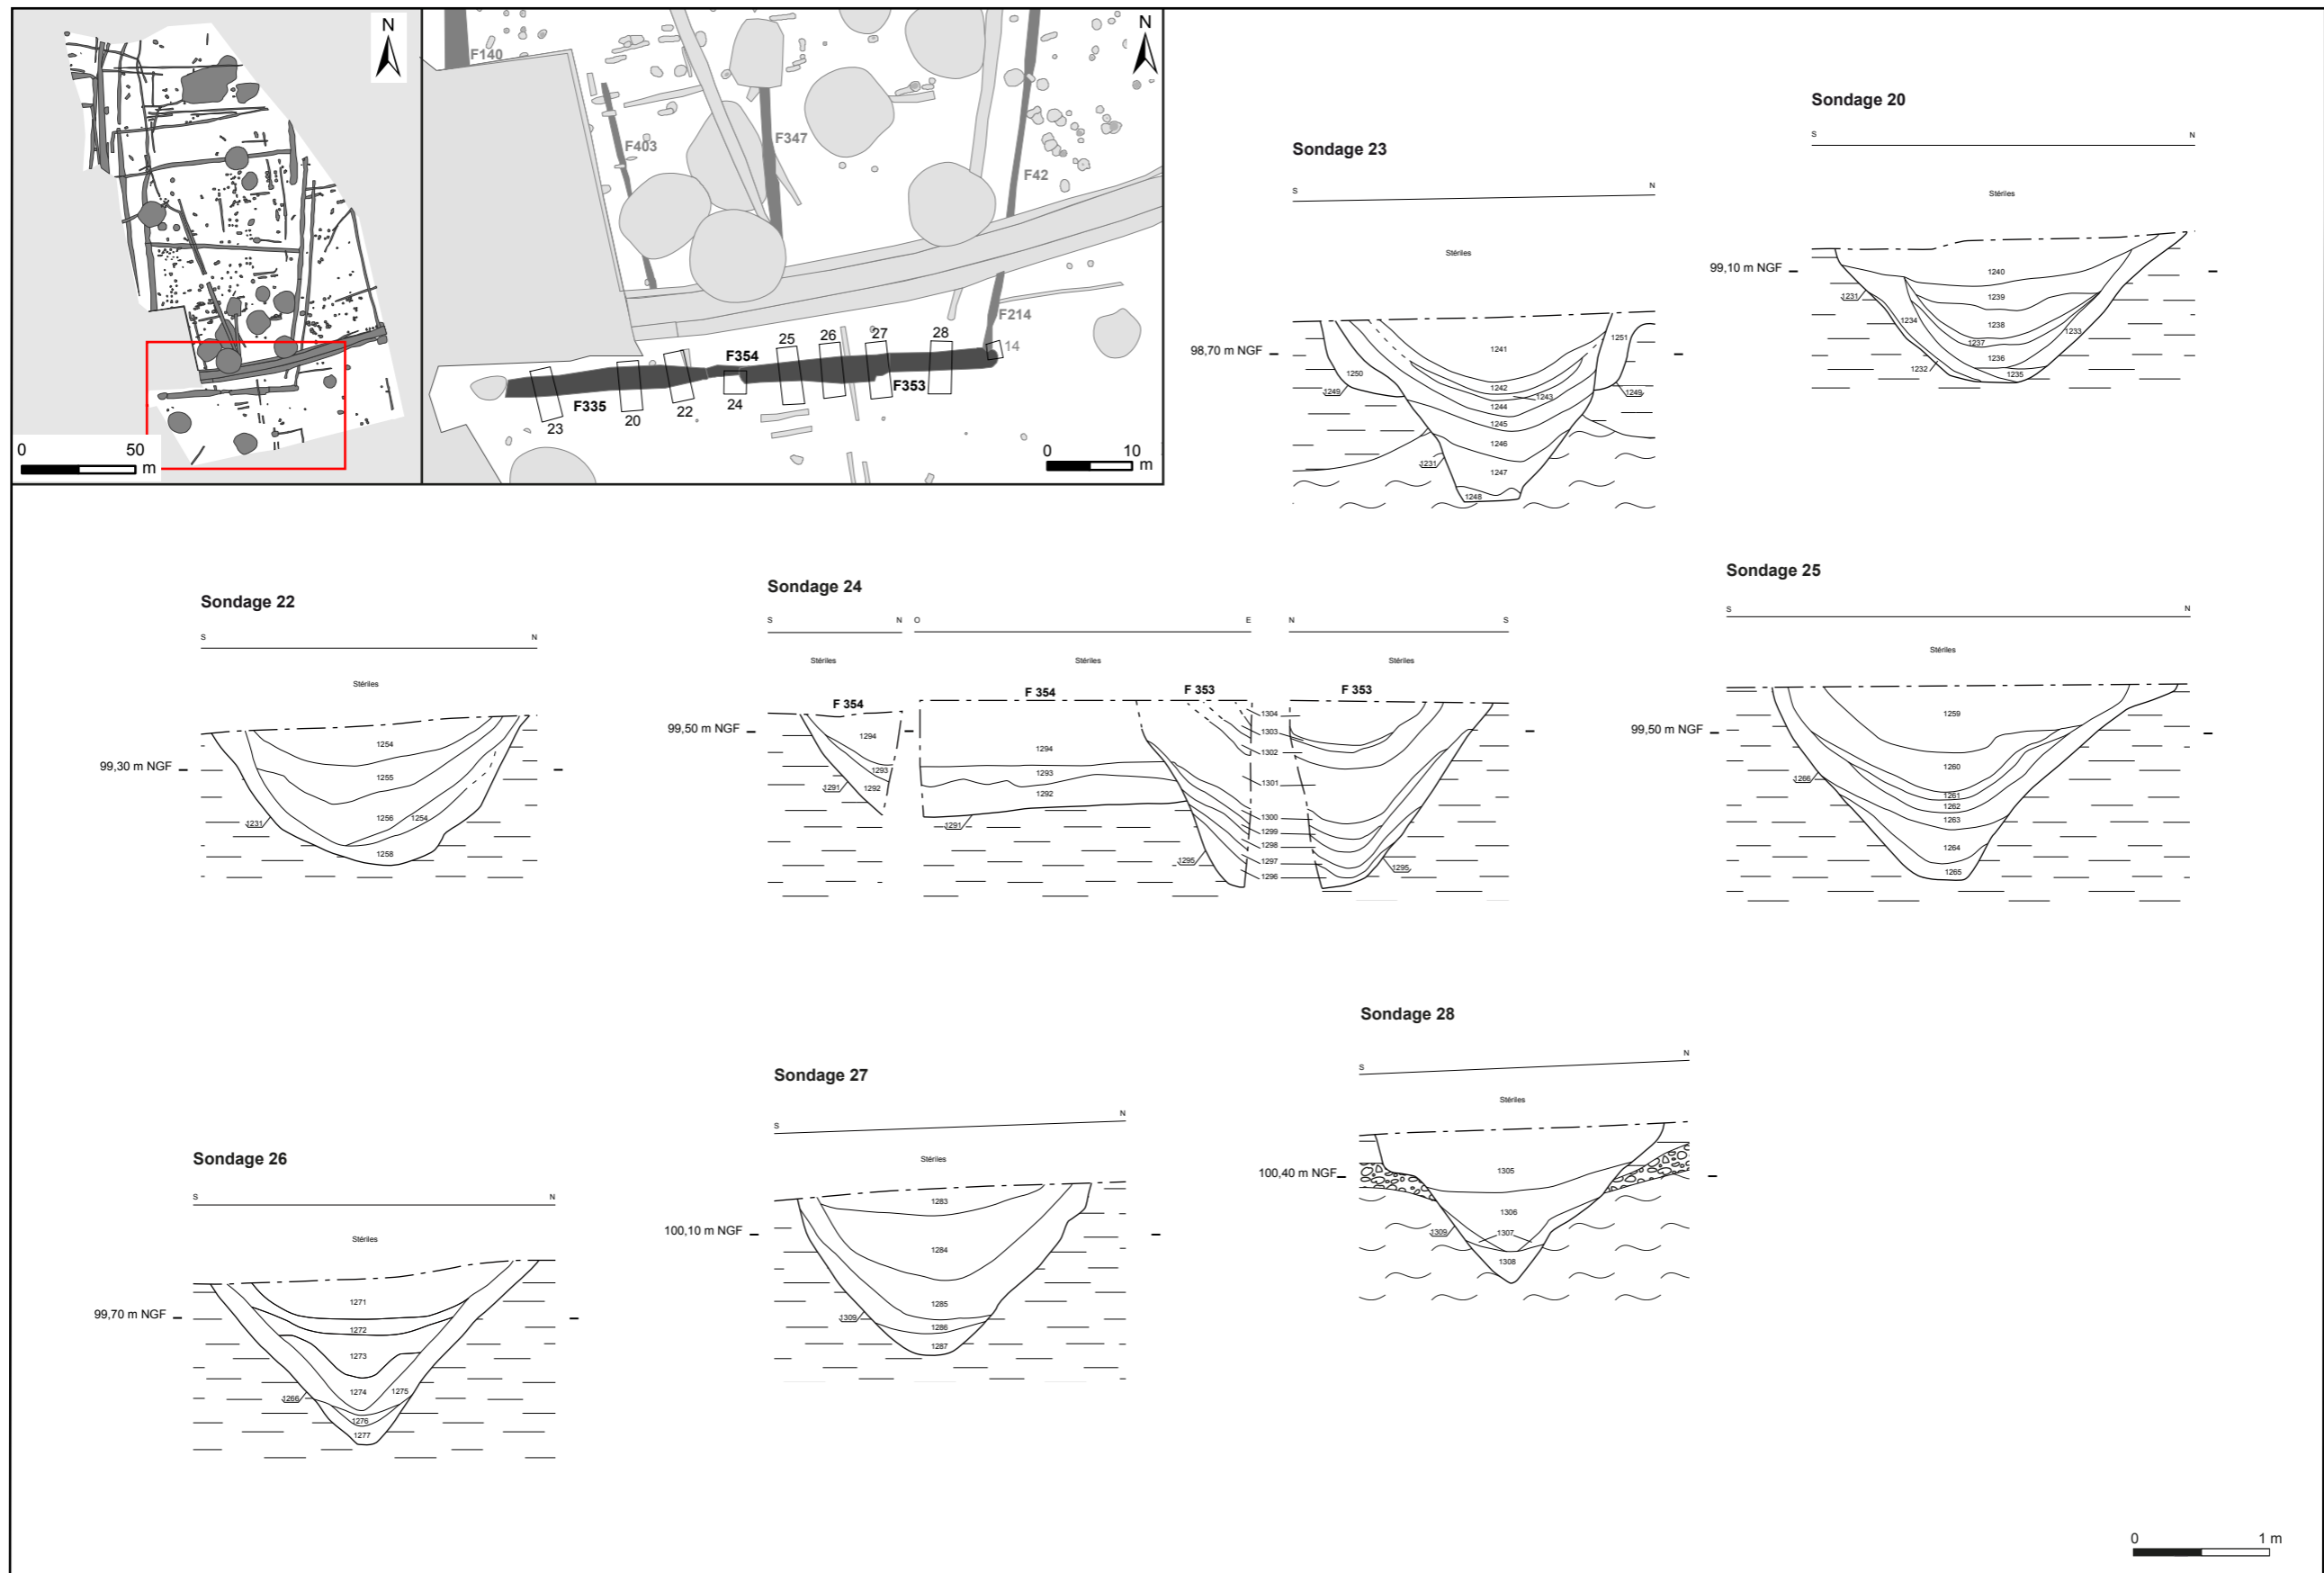 N
0 50
m
N
F140
F403
F347
F42
F214
14
F354
25 26 27 28
F335
F353
23 20 22 24
0 10
m
Sondage 23
S N
Stériles
98,70 m NGF
1241
1251
1250
1249
1249
1242
1243
1244
1245
1246
1231
1247
1248
Sondage 20
S N
Stériles
99,10 m NGF
1240
1231
1239
1234
1238
1233
1237
1236
1232
1235
Sondage 22
S N
Stériles
99,30 m NGF
1254
1255
1256 1254
1231
1258
Sondage 24
S N O E N S
Stériles Stériles Stériles
F 354 F 354 F 353 F 353
99,50 m NGF
1294
1293
1291 1292
1294
1293
1292
1291
1295
1304
1303
1302
1301
1300
1299
1298
1297
1296
1295
Sondage 25
S N
Stériles
99,50 m NGF
1259
1260
1266
1261
1262
1263
1264
1265
Sondage 26
S N
Stériles
99,70 m NGF
1271
1272
1273
1274 1275
1266
1276
1277
Sondage 27
S N
Stériles
100,10 m NGF
1283
1284
1285
1309
1286
1287
Sondage 28
S N
Stériles
100,40 m NGF
1305
1306
1309 1307
1308
0 1 m